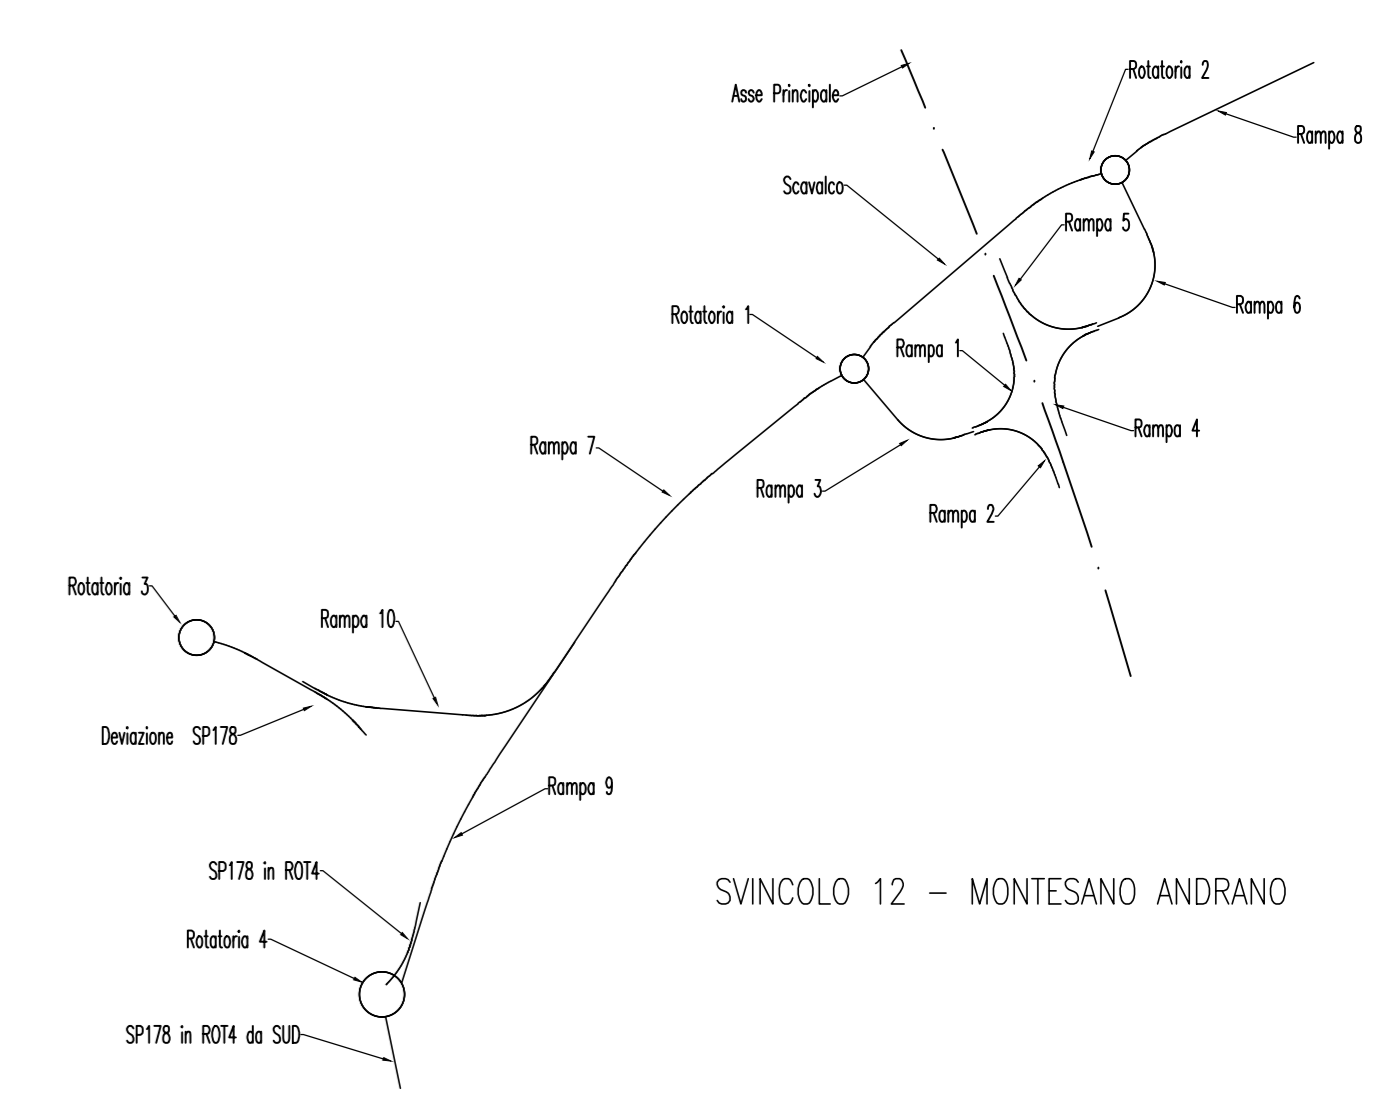 Rotatoria 2
Asse Principale
Rampa 8
Scavalco
Rampa 5
Rampa 6
Rotatoria 1
Rampa 1
Rampa 4
Rampa 7
Rampa 3
Rampa 2
Rotatoria 3
Rampa 10
Deviazione SP178
Rampa 9
SP178 in ROT4
SVINCOLO 12 - MONTESANO ANDRANO
Rotatoria 4
SP178 in ROT4 da SUD